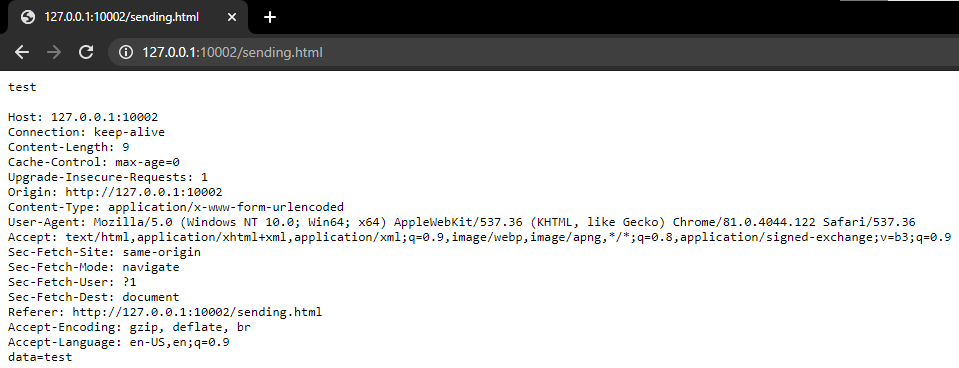 127.0.0.1:10002/sending.html
127.0.0.1:10002/sending.html
test
Host: 127.0.0.1:10002
Connection: keep-alive
Content-Length: 9
Cache-Control: max-age=0
Upgrade-Insecure-Requests: 1
Origin: http://127.0.0.1:10002
Content-Type: application/x-www-form-urlencoded
User-Agent: Mozilla/5.0 (Windows NT 10.0; Win64; x64) AppleWebKit/537.36 (KHTML, like Gecko) Chrome/81.0.4044.122 Safari/537.36
Accept: text/html,application/xhtml+xml,application/xml;q=0.9,image/webp,image/apng,*/*;q=0.8,application/signed-exchange;v=b3;q=0.9
Sec-Fetch-Site: same-origin
Sec-Fetch-Mode: navigate
Sec-Fetch-User: ?1
Sec-Fetch-Dest: document
Referer: http://127.0.0.1:10002/sending.html
Accept-Encoding: gzip, deflate, br
Accept-Language: en-US,en;q=0.9
data=test